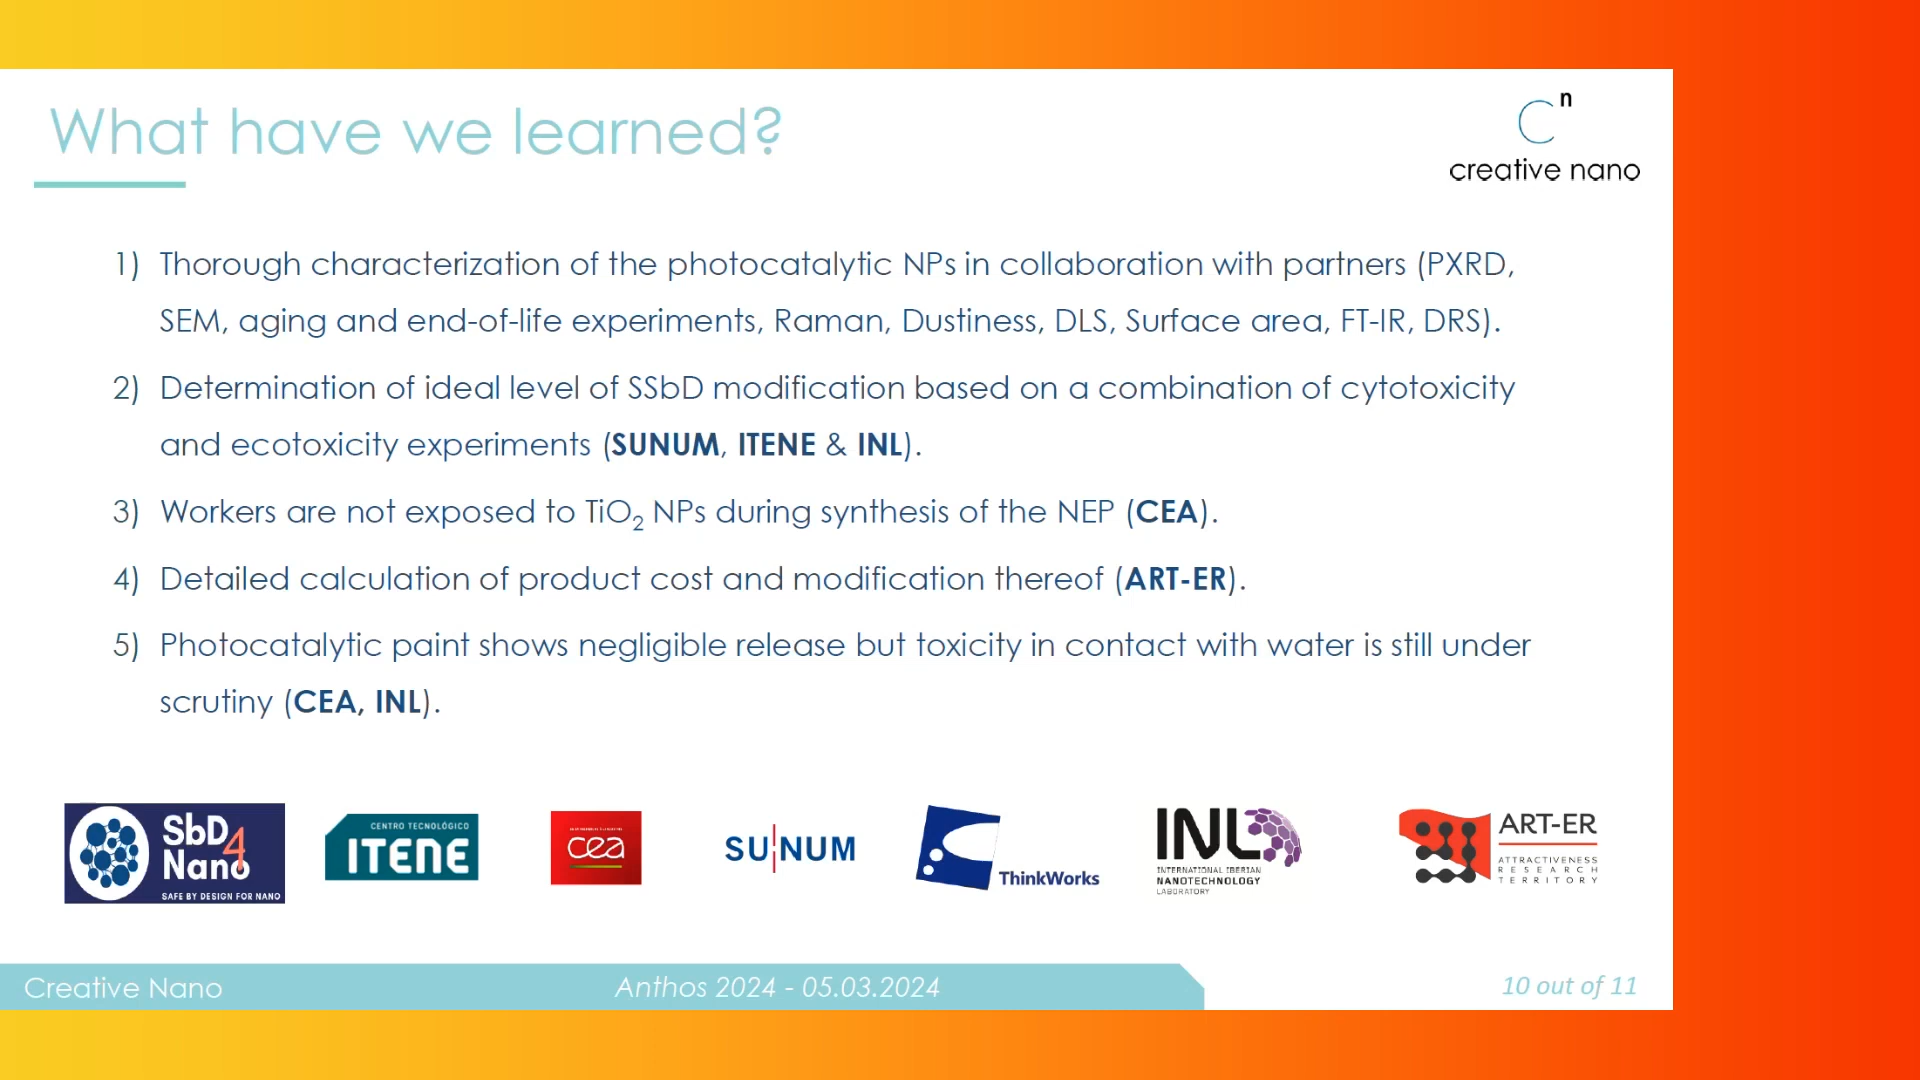 What have we learned?
n
C
creative nano
1) Thorough characterization of the photocatalytic NPs in collaboration with partners (PXRD,
SEM, aging and end-of-life experiments, Raman, Dustiness, DLS, Surface area, FT-IR, DRS).
2) Determination of ideal level of SSbD modification based on a combination of cytotoxicity
and ecotoxicity experiments (SUNUM, ITENE & INL).
3) Workers are not exposed to TiO2 NPs during synthesis of the NEP (CEA).
4) Detailed calculation of product cost and modification thereof (ART-ER).
5) Photocatalytic paint shows negligible release but toxicity in contact with water is still under
scrutiny (CEA, INL).
SbD4
Nano
SAFE BY DESIGN FOR NANO
CENTRO TECNOLÓGICO
ITENE
cea
SUNUM
ThinkWorks
INL
INTERNATIONAL IBERIAN
NANOTECHNOLOGY
LABORATORY
ART-ER
ATTRACTIVENESS
RESEARCH
TERRITORY
Creative Nano
Anthos 2024 - 05.03.2024
10 out of 11